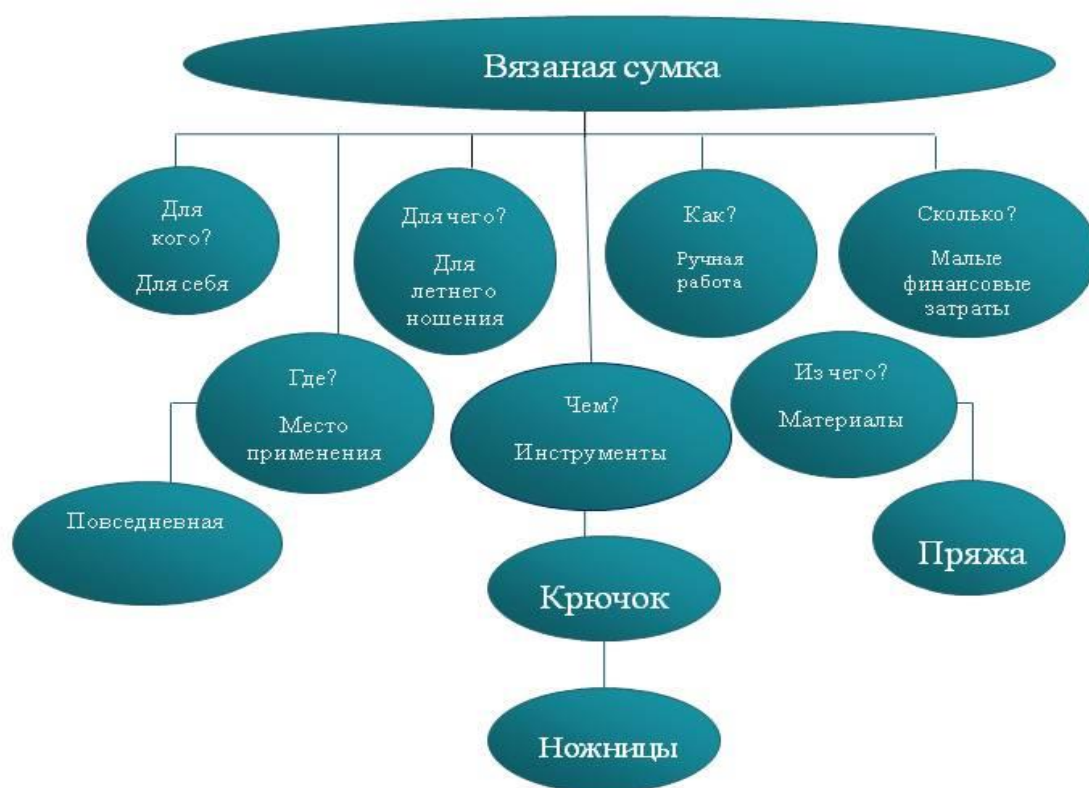 Вязаная сумка
Для
кого?
Для себя
Для чего?
Для
летнего
ношения
Как?
Ручная
работа
Сколько?
Малые
финансовые
затраты
Где?
Место
применения
Чем?
Инструменты
Из чего?
Материалы
Повседневная
Крючок
Пряжа
Ножницы